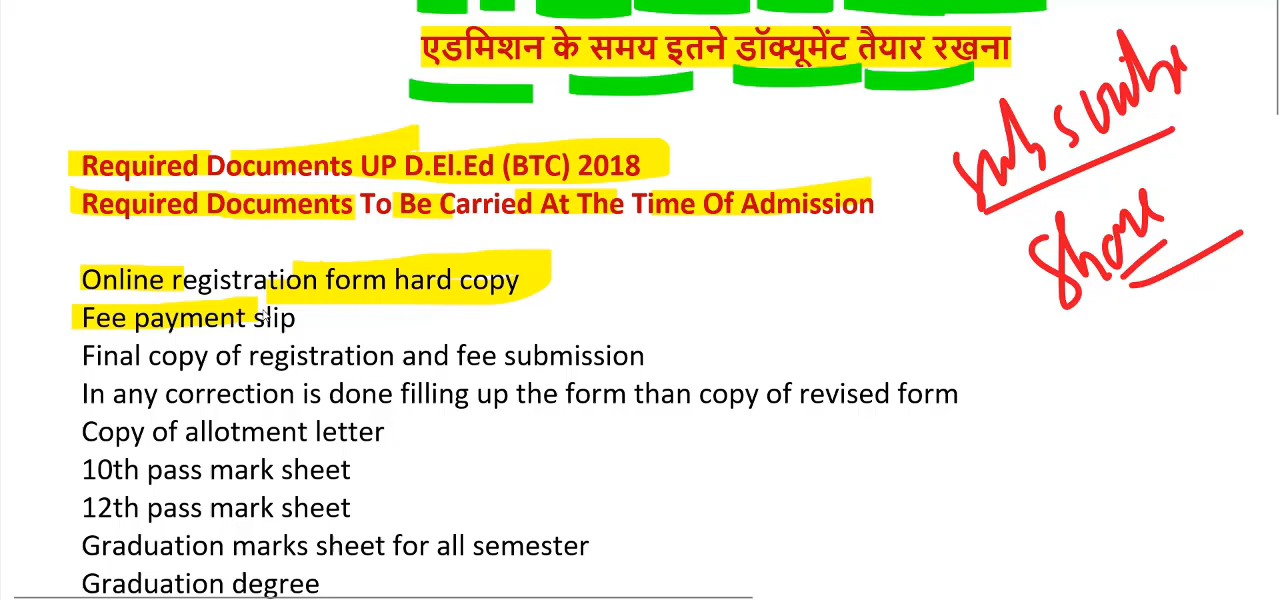 एडमिशन के समय इतने डॉक्यूमेंट तैयार रखना
Required Documents UP D.El.Ed (BTC) 2018
Required Documents To Be Carried At The Time Of Admission
Online registration form hard copy
Fee payment slip
Final copy of registration and fee submission
In any correction is done filling up the form than copy of revised form
Copy of allotment letter
10th pass mark sheet
12th pass mark sheet
Graduation marks sheet for all semester
Graduation degree
Share